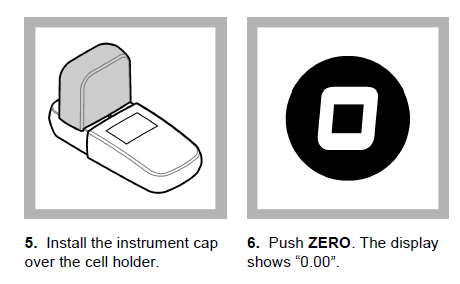 5. Install the instrument cap
over the cell holder.
6. Push ZERO. The display
shows “0.00”.